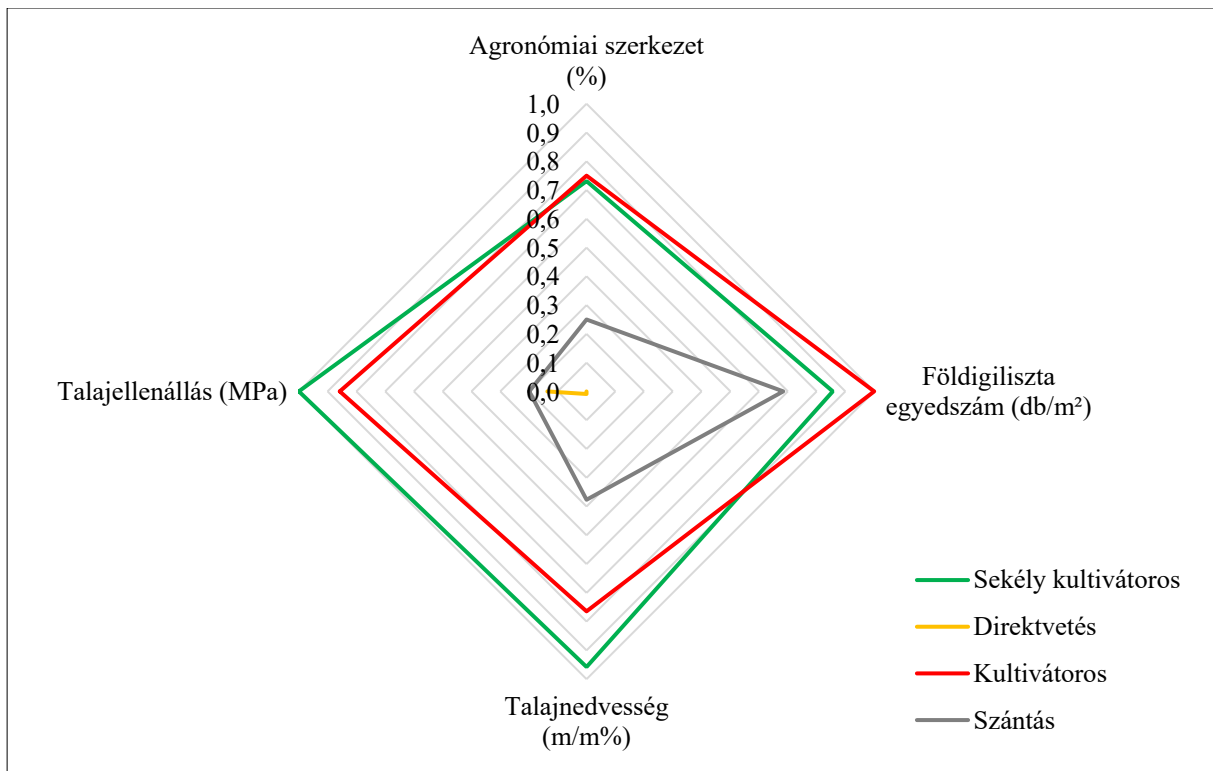 Agronómiai szerkezet
(%)
1,0
0,9
0,8
0,7
0,6
0,5
0,4
0,3
0,2
0,1
0,0
Talajellenállás (MPa)
Földigiliszta
egyedszám (db/m²)
Talajnedvesség
(m/m%)
Sekély kultivátoros
Direktvetés
Kultivátoros
Szántás